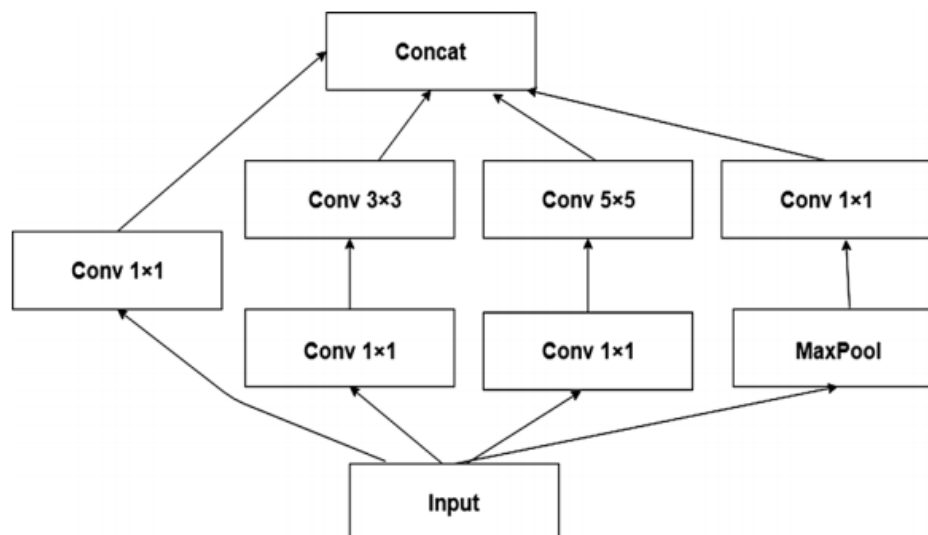 Concat
Conv 3×3
Conv 5×5
Conv 1×1
Conv 1×1
Conv 1×1
Conv 1×1
MaxPool
Input